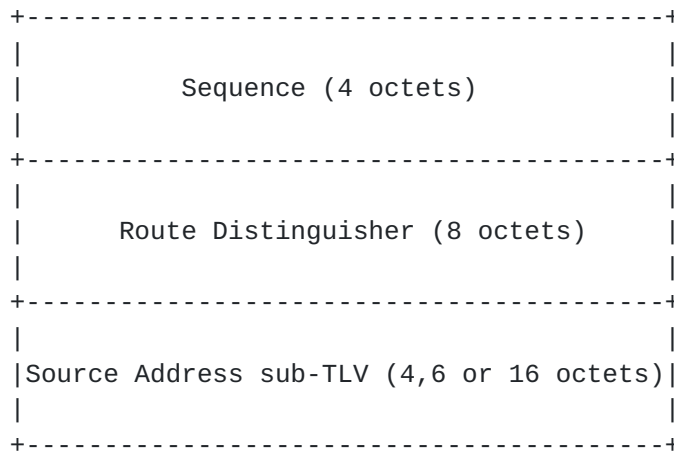 Sequence (4 octets)
Route Distinguisher (8 octets)
Source Address sub-TLV (4,6 or 16 octets)